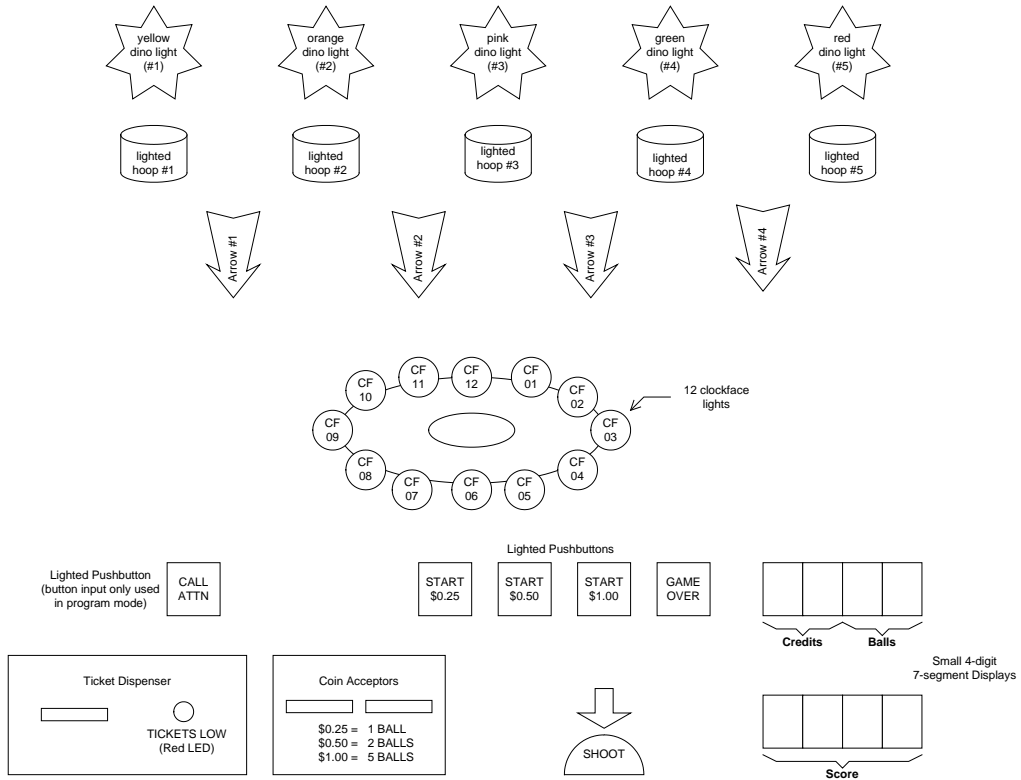 yellow
dino light
(#1)
orange
dino light
(#2)
pink
dino light
(#3)
green
dino light
(#4)
red
dino light
(#5)
lighted
hoop #1
lighted
hoop #2
lighted
hoop #3
lighted
hoop #4
lighted
hoop #5
Arrow #1
Arrow #2
Arrow #3
Arrow #4
CF
10
CF
11
CF
12
CF
01
CF
02
CF
09
CF
03
CF
08
CF
07
CF
06
CF
05
CF
04
12 clockface
lights
Lighted Pushbutton
(button input only used
in program mode)
CALL
ATTN
Lighted Pushbuttons
START
$0.25
START
$0.50
START
$1.00
GAME
OVER
Credits
Balls
Ticket Dispenser
TICKETS LOW
(Red LED)
Coin Acceptors
$0.25 = 1 BALL
$0.50 = 2 BALLS
$1.00 = 5 BALLS
SHOOT
Small 4-digit
7-segment Displays
Score